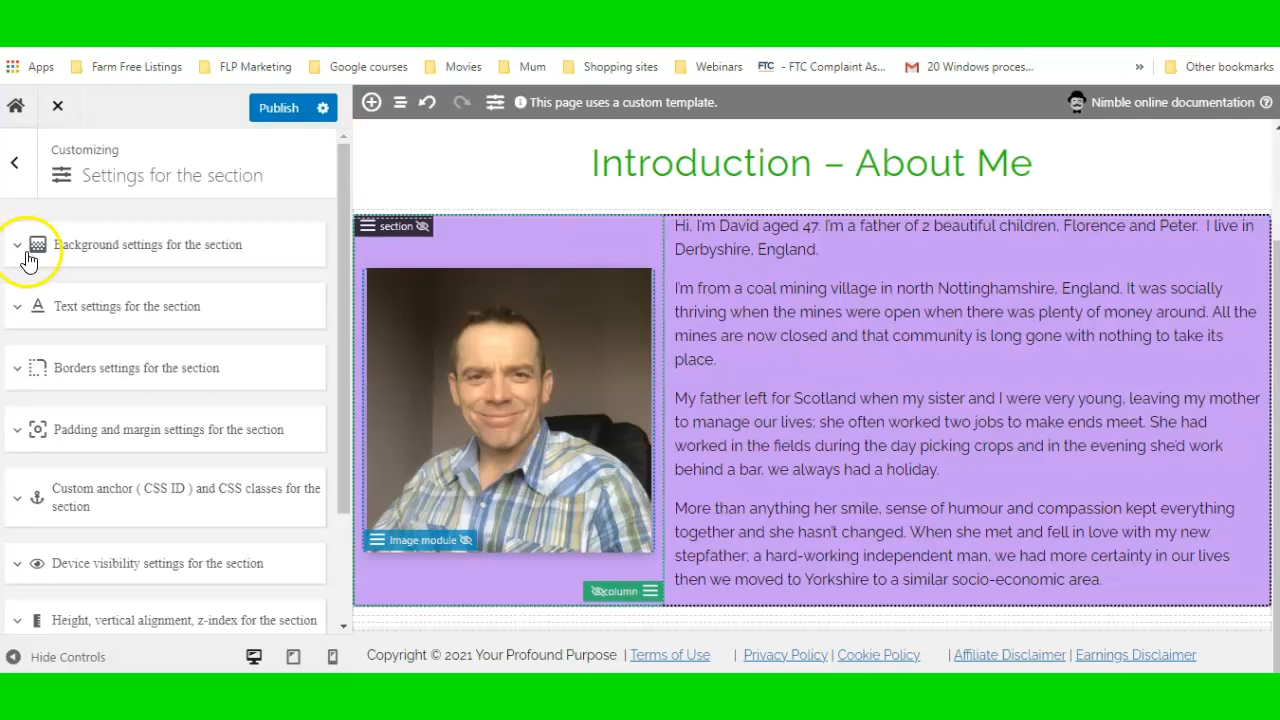 Apps
Farm Free Listings
FLP Marketing
Google courses
Movies
Mum
Shopping sites
Webinars
FTC - FTC Complaint As...
20 Windows proces...
»
Other bookmarks
Publish
This page uses a custom template.
Nimble online documentation
Customizing
Settings for the section
Background settings for the section
Text settings for the section
Borders settings for the section
Padding and margin settings for the section
Custom anchor ( CSS ID ) and CSS classes for the
section
Device visibility settings for the section
Height, vertical alignment, z-index for the section
Hide Controls
Introduction – About Me
section
Image module
column
Hi, I'm David aged 47. I'm a father of 2 beautiful children, Florence and Peter. I live in
Derbyshire, England.
I'm from a coal mining village in north Nottinghamshire, England. It was socially
thriving when the mines were open when there was plenty of money around. All the
mines are now closed and that community is long gone with nothing to take its
place.
My father left for Scotland when my sister and I were very young, leaving my mother
to manage our lives; she often worked two jobs to make ends meet. She had
worked in the fields during the day picking crops and in the evening she'd work
behind a bar. we always had a holiday.
More than anything her smile, sense of humour and compassion kept everything
together and she hasn't changed. When she met and fell in love with my new
stepfather; a hard-working independent man, we had more certainty in our lives
then we moved to Yorkshire to a similar socio-economic area.
Copyright © 2021 Your Profound Purpose | Terms of Use | Privacy Policy | Cookie Policy | Affiliate Disclaimer | Earnings Disclaimer